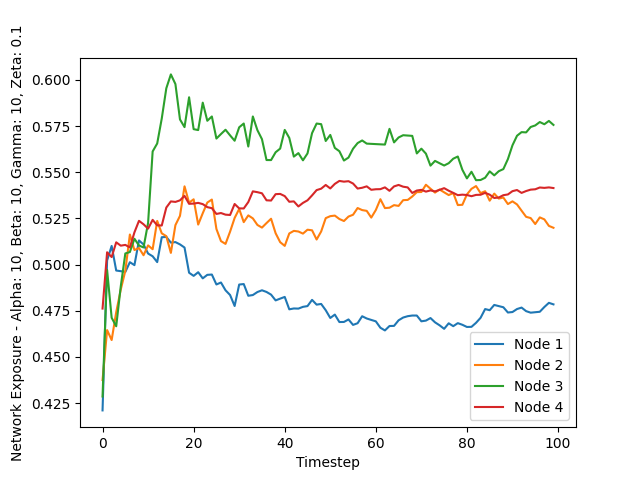 Network Exposure - Alpha: 10, Beta: 10, Gamma: 10, Zeta: 0.1
0.600
0.575
0.550
0.525
0.500
0.475
0.450
0.425
0 20 40 60 80 100
Timestep
Node 1
Node 2
Node 3
Node 4